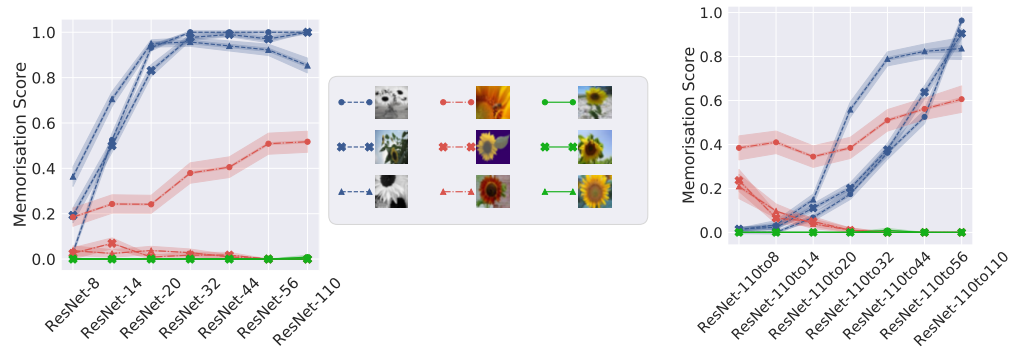 1.0
0.8
0.6
0.4
0.2
0.0
Memorisation Score
ResNet-8
ResNet-14
ResNet-20
ResNet-32
ResNet-44
ResNet-56
ResNet-110
1.0
0.8
0.6
0.4
0.2
0.0
Memorisation Score
ResNet-110to8
ResNet-110to14
ResNet-110to20
ResNet-110to32
ResNet-110to44
ResNet-110to56
ResNet-110to110